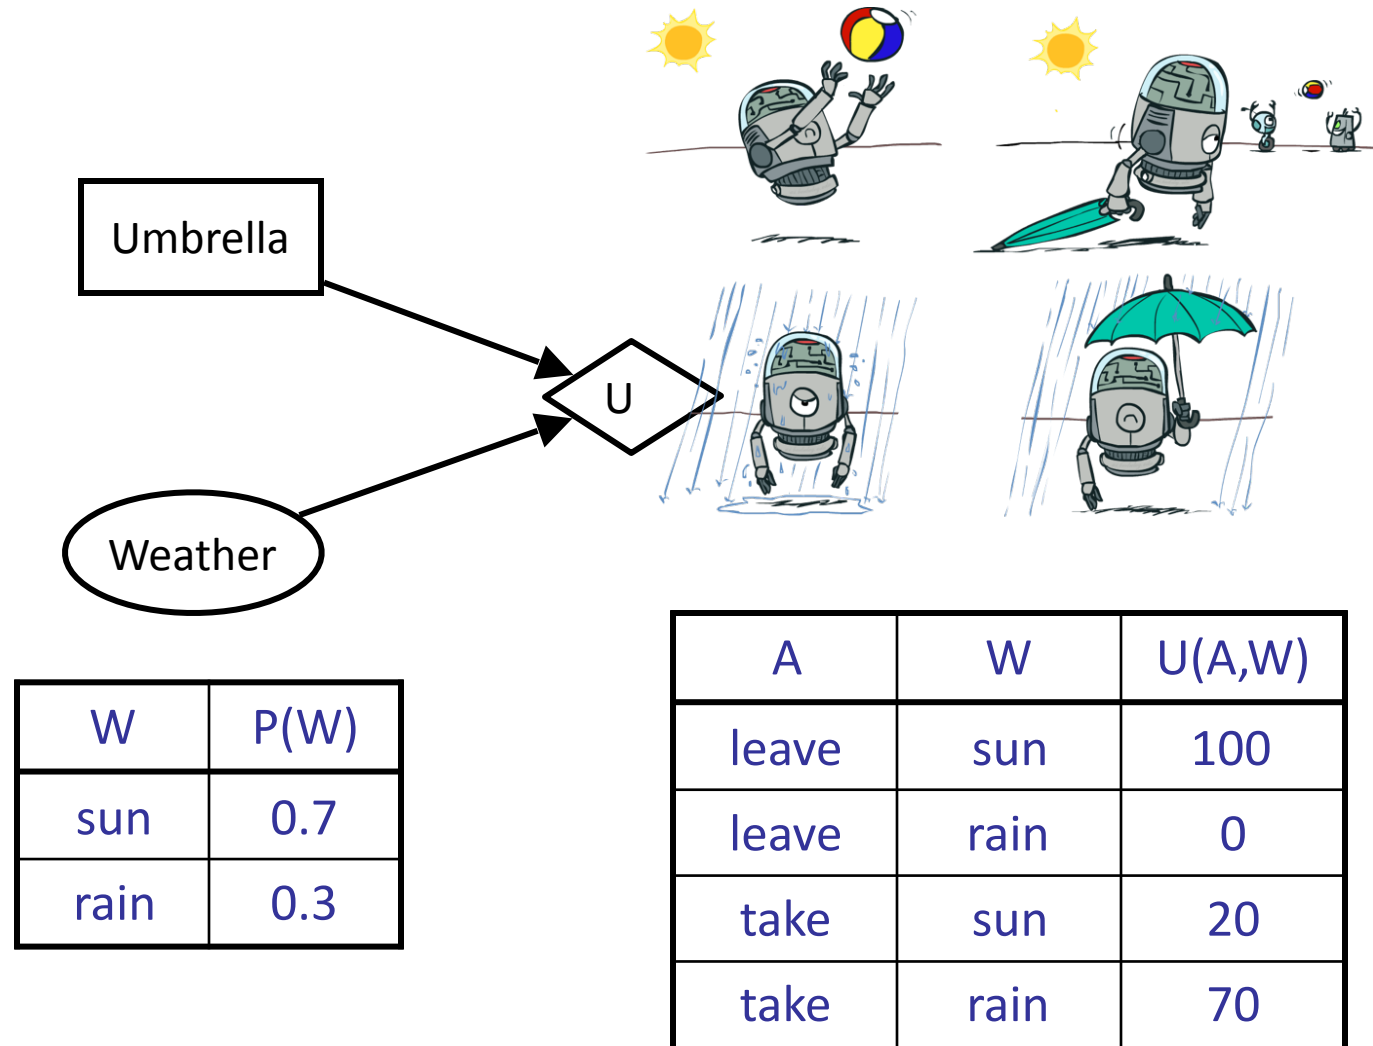 Umbrella
U
Weather
W P(W)
sun 0.7
rain 0.3
A W U(A,W)
leave sun 100
leave rain 0
take sun 20
take rain 70